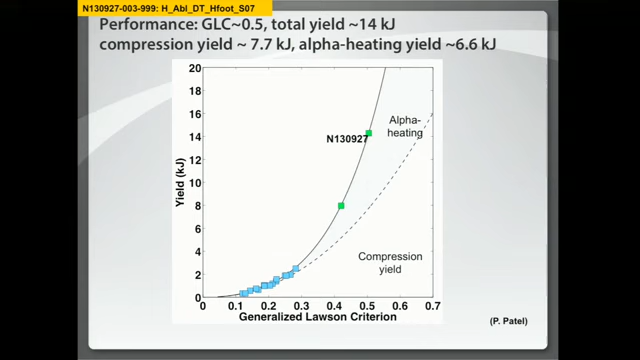 N130927-003-999: H_Abl_DT_Hfoot_S07
Performance: GLC~0.5, total yield ~14 kJ
compression yield ~ 7.7 kJ, alpha-heating yield ~6.6 kJ
20
18
16
14
12
10
8
6
4
2
0
Yield (kJ)
Alpha-
heating
N130927
Compression
yield
0 0.1 0.2 0.3 0.4 0.5 0.6 0.7
Generalized Lawson Criterion
(P. Patel)